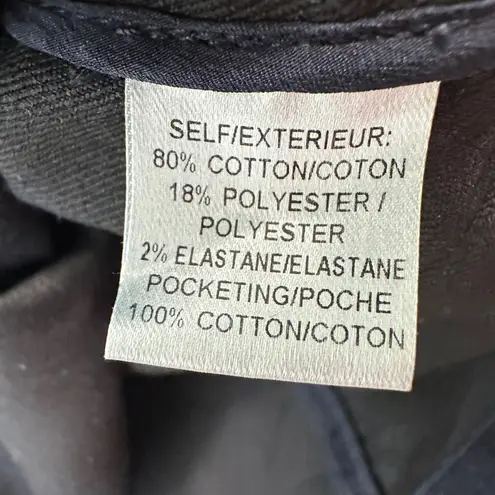 SELF/EXTERIEUR:
80% COTTON/COTON
18% POLYESTER /
POLYESTER
2% ELASTANE/ELASTANE
POCKETING/POCHE
100% COTTON/COTON